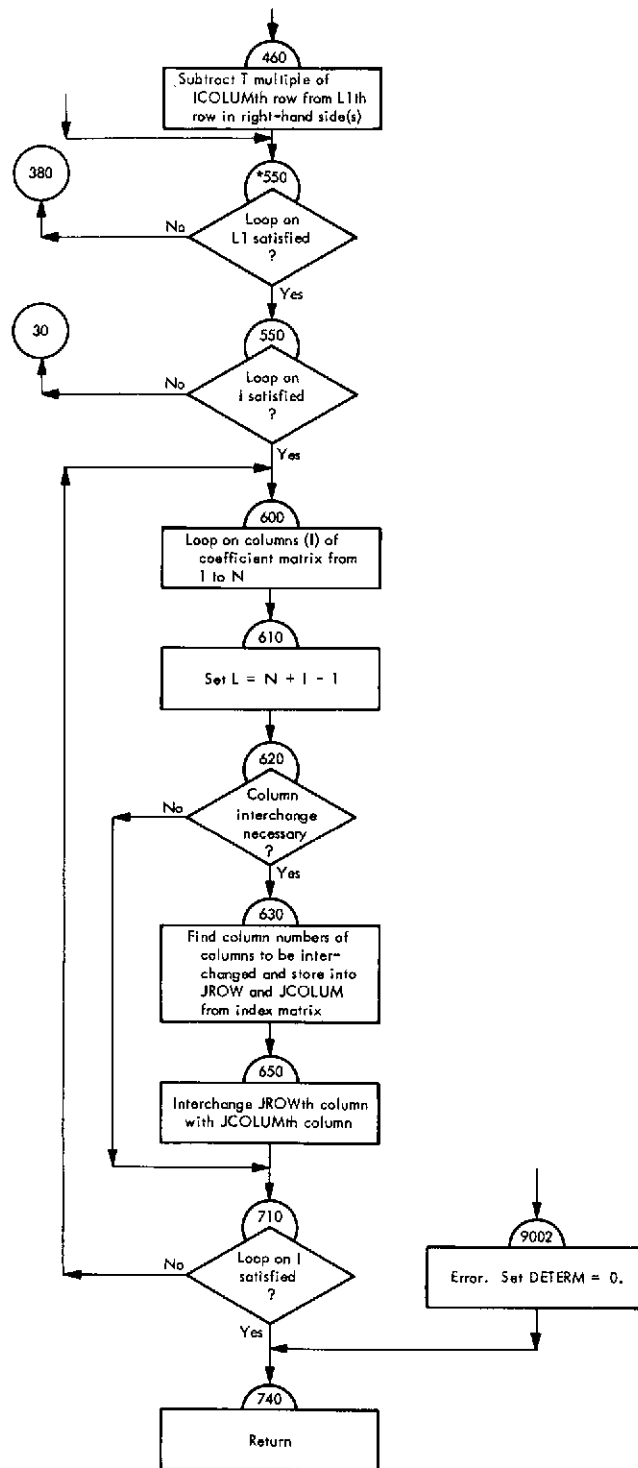 460
Subtract T multiple of
ICOLUMth row from L1th
row in right-hand side(s)
380
*550
No
Loop on
L1 satisfied
?
Yes
30
550
No
Loop on
I satisfied
?
Yes
600
Loop on columns (I) of
coefficient matrix from
1 to N
610
Set L = N + I - 1
620
No
Column
interchange
necessary
?
Yes
630
Find column numbers of
columns to be inter-
changed and store into
JROW and JCOLUM
from index matrix
650
Interchange JROWth column
with JCOLUMth column
710
No
Loop on I
satisfied
?
Yes
9002
Error. Set DETERM = 0.
740
Return